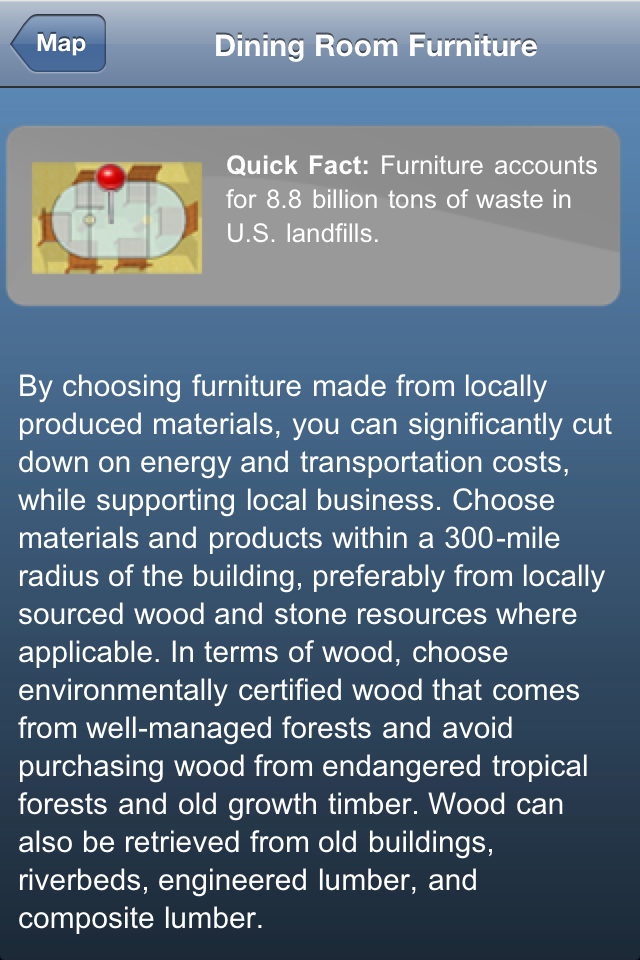 Map
Dining Room Furniture
Quick Fact: Furniture accounts
for 8.8 billion tons of waste in
U.S. landfills.
By choosing furniture made from locally
produced materials, you can significantly cut
down on energy and transportation costs,
while supporting local business. Choose
materials and products within a 300-mile
radius of the building, preferably from locally
sourced wood and stone resources where
applicable. In terms of wood, choose
environmentally certified wood that comes
from well-managed forests and avoid
purchasing wood from endangered tropical
forests and old growth timber. Wood can
also be retrieved from old buildings,
riverbeds, engineered lumber, and
composite lumber.